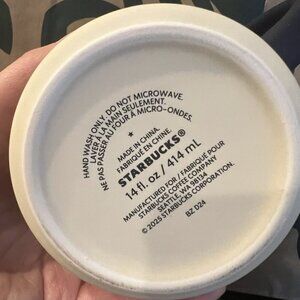 HAND WASH ONLY. DO NOT MICROWAVE.
LAVER À LA MAIN SEULEMENT.
NE PAS PASSER AU FOUR À MICRO-ONDES.
★
MADE IN CHINA.
FABRIQUÉ EN CHINE.
STARBUCKS®
14 fl. oz / 414 mL
MANUFACTURED FOR / FABRIQUÉ POUR
STARBUCKS COFFEE COMPANY
SEATTLE, WA 98134
© 2025 STARBUCKS CORPORATION.
BZ D24